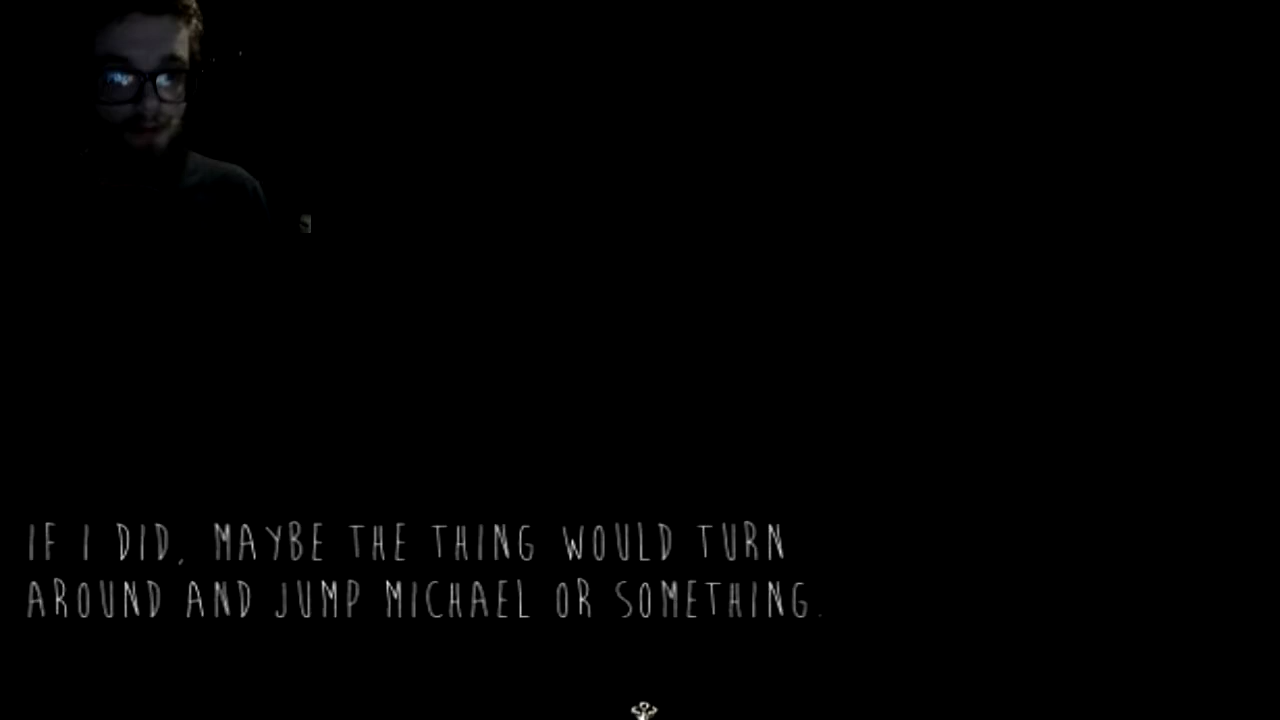 IF I DID, MAYBE THE THING WOULD TURN
AROUND AND JUMP MICHAEL OR SOMETHING.